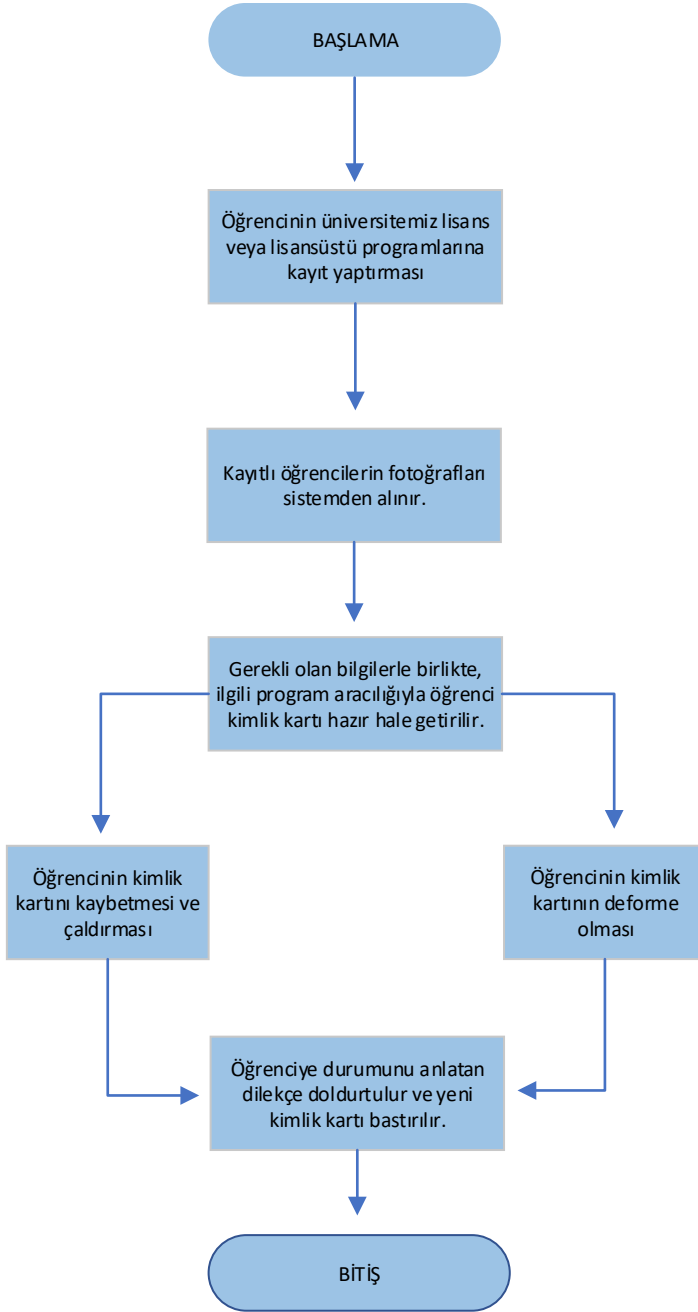 BAŞLAMA
Öğrencinin üniversitemiz lisans
veya lisansüstü programlarına
kayıt yaptırması
Kayıtlı öğrencilerin fotoğrafları
sistemden alınır.
Gerekli olan bilgilerle birlikte,
ilgili program aracılığıyla öğrenci
kimlik kartı hazır hale getirilir.
Öğrencinin kimlik
kartını kaybetmesi ve
çaldırması
Öğrencinin kimlik
kartının deforme
olması
Öğrenciye durumunu anlatan
dilekçe doldurtulur ve yeni
kimlik kartı bastırılır.
BİTİŞ